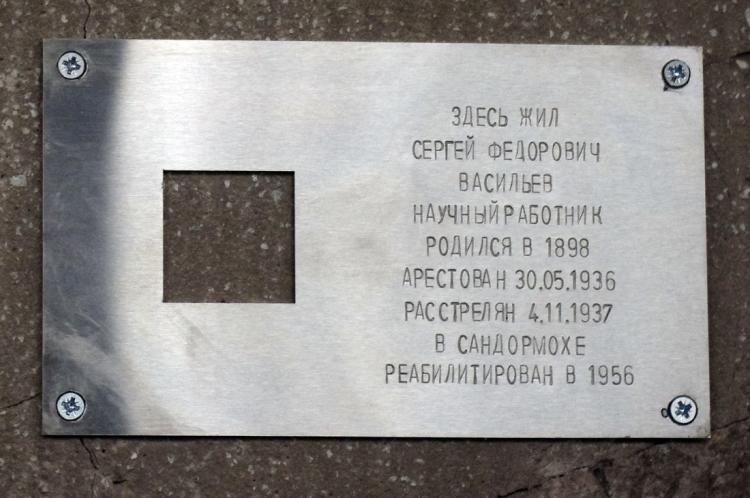 ЗДЕСЬ ЖИЛ
СЕРГЕЙ ФЕДОРОВИЧ
ВАСИЛЬЕВ
НАУЧНЫЙ РАБОТНИК
РОДИЛСЯ В 1898
АРЕСТОВАН 30.05.1936
РАССТРЕЛЯН 4.11.1937
В САНДОРМОХЕ
РЕАБИЛИТИРОВАН В 1956